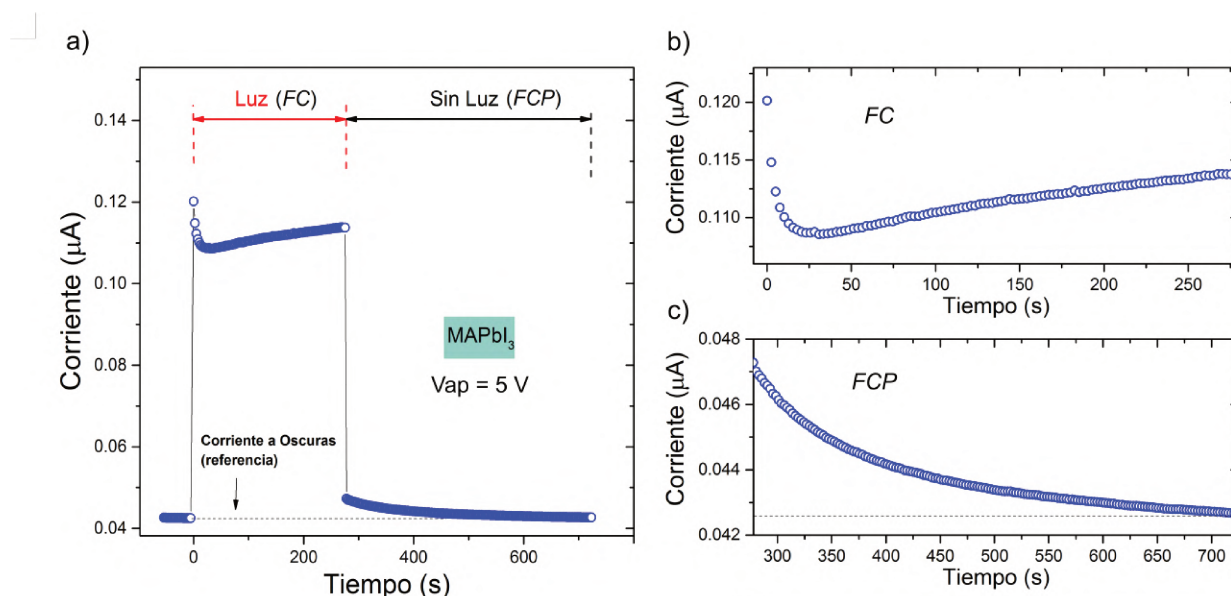 a)
Luz (FC)
Sin Luz (FCP)
Corriente (μA)
0.14
0.12
0.10
0.08
0.06
0.04
MAPbI₃
Vap = 5 V
Corriente a Oscuras
(referencia)
0
200
400
600
Tiempo (s)
b)
FC
Corriente (μA)
0.120
0.115
0.110
0
50
100
150
200
250
Tiempo (s)
c)
FCP
Corriente (μA)
0.048
0.046
0.044
0.042
300
350
400
450
500
550
600
650
700
Tiempo (s)